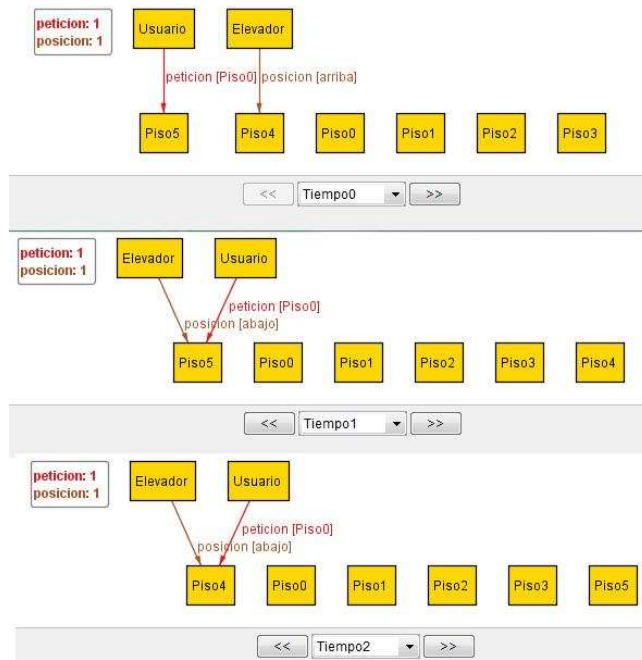 peticion: 1
posicion: 1
Usuario
Elevador
peticion [Piso0]
posicion [arriba]
Piso5
Piso4
Piso0
Piso1
Piso2
Piso3
<<
Tiempo0
>>
peticion: 1
posicion: 1
Elevador
Usuario
peticion [Piso0]
posicion [abajo]
Piso5
Piso0
Piso1
Piso2
Piso3
Piso4
<<
Tiempo1
>>
peticion: 1
posicion: 1
Elevador
Usuario
peticion [Piso0]
posicion [abajo]
Piso4
Piso0
Piso1
Piso2
Piso3
Piso5
<<
Tiempo2
>>